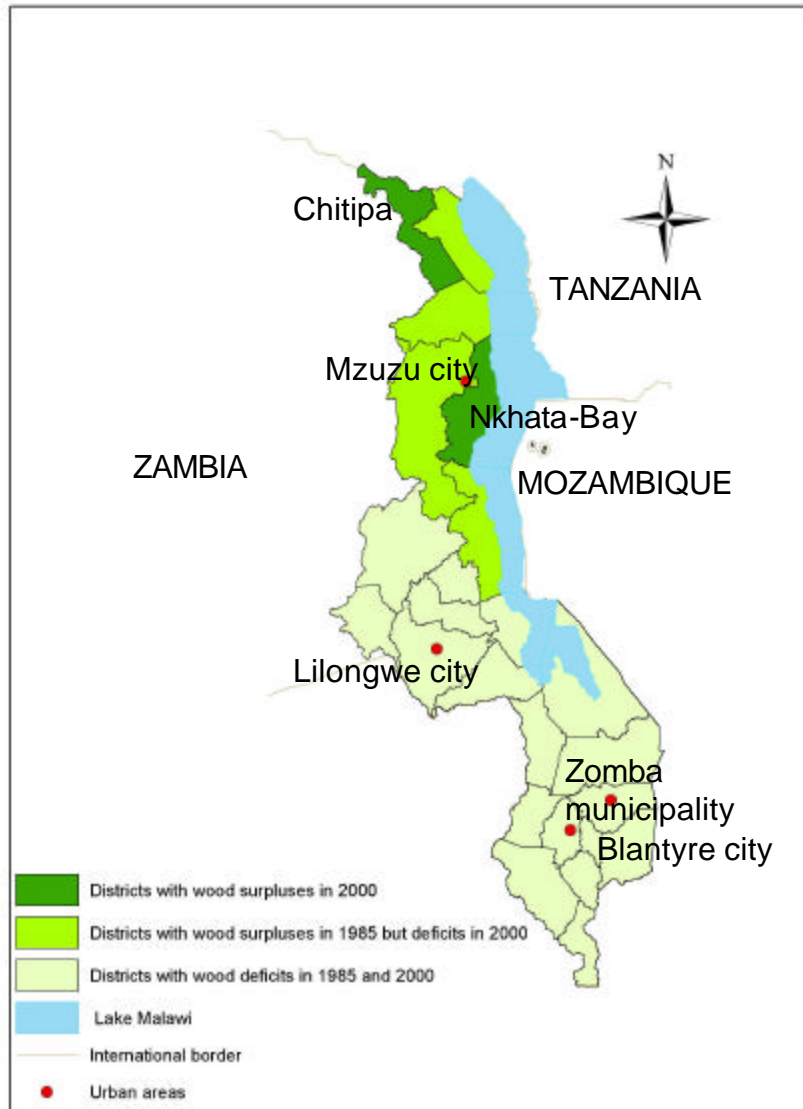 N
Chitipa
TANZANIA
Mzuzu city
Nkhata-Bay
ZAMBIA
MOZAMBIQUE
Lilongwe city
Zomba
municipality
Blantyre city
Districts with wood surpluses in 2000
Districts with wood surpluses in 1985 but deficits in 2000
Districts with wood deficits in 1985 and 2000
Lake Malawi
International border
Urban areas